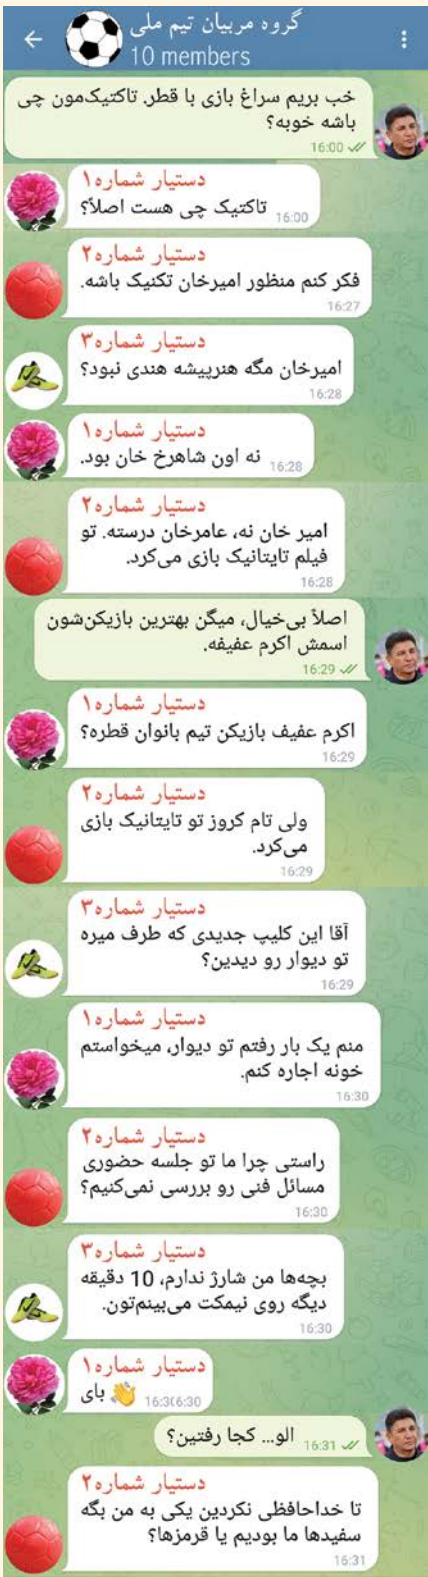 گروه مربیان تیم ملی
10 members
خب بریم سراغ بازی با قطر. تاکتیک‌مون چی
باشه خوبه؟
16:00
دستیار شماره۱
تاکتیک چی هست اصلاً؟
16:00
دستیار شماره۲
فکر کنم منظور امیرخان تکنیک باشه.
16:27
دستیار شماره۳
امیرخان مگه هنرپیشه هندی نبود؟
16:28
دستیار شماره۱
نه اون شاهرخ خان بود.
16:28
دستیار شماره۲
امیر خان نه، عامرخان درسته. تو
فیلم تایتانیک بازی می‌کرد.
16:28
اصلاً بی‌خیال، میگن بهترین بازیکن‌شون
اسمش اکرم عفیفه.
16:29
دستیار شماره۱
اکرم عفیف بازیکن تیم بانوان قطره؟
16:29
دستیار شماره۲
ولی تام کروز تو تایتانیک بازی
می‌کرد.
16:29
دستیار شماره۳
آقا این کلیپ جدیدی که طرف میره
تو دیوار رو دیدین؟
16:29
دستیار شماره۱
منم یک بار رفتم تو دیوار، میخواستم
خونه اجاره کنم.
16:30
دستیار شماره۲
راستی چرا ما تو جلسه حضوری
مسائل فنی رو بررسی نمی‌کنیم؟
16:30
دستیار شماره۳
بچه‌ها من شارژ ندارم، 10 دقیقه
دیگه روی نیمکت می‌بینم‌تون.
16:30
دستیار شماره۱
👋 بای
16:3(6:30
الو... کجا رفتین؟
16:31
دستیار شماره۲
تا خداحافظی نکردین یکی به من بگه
سفیدها ما بودیم یا قرمزها؟
16:31